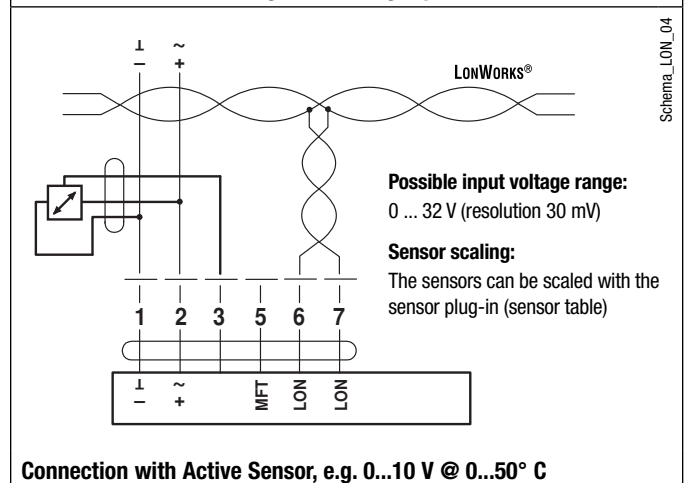 ⊥ ~
– +
LONWORKS®
Schema_LON_04
Possible input voltage range:
0 ... 32 V (resolution 30 mV)
Sensor scaling:
The sensors can be scaled with the
sensor plug-in (sensor table)
1 2 3 5 6 7
⊥ ~
– + MFT LON LON
Connection with Active Sensor, e.g. 0...10 V @ 0...50° C